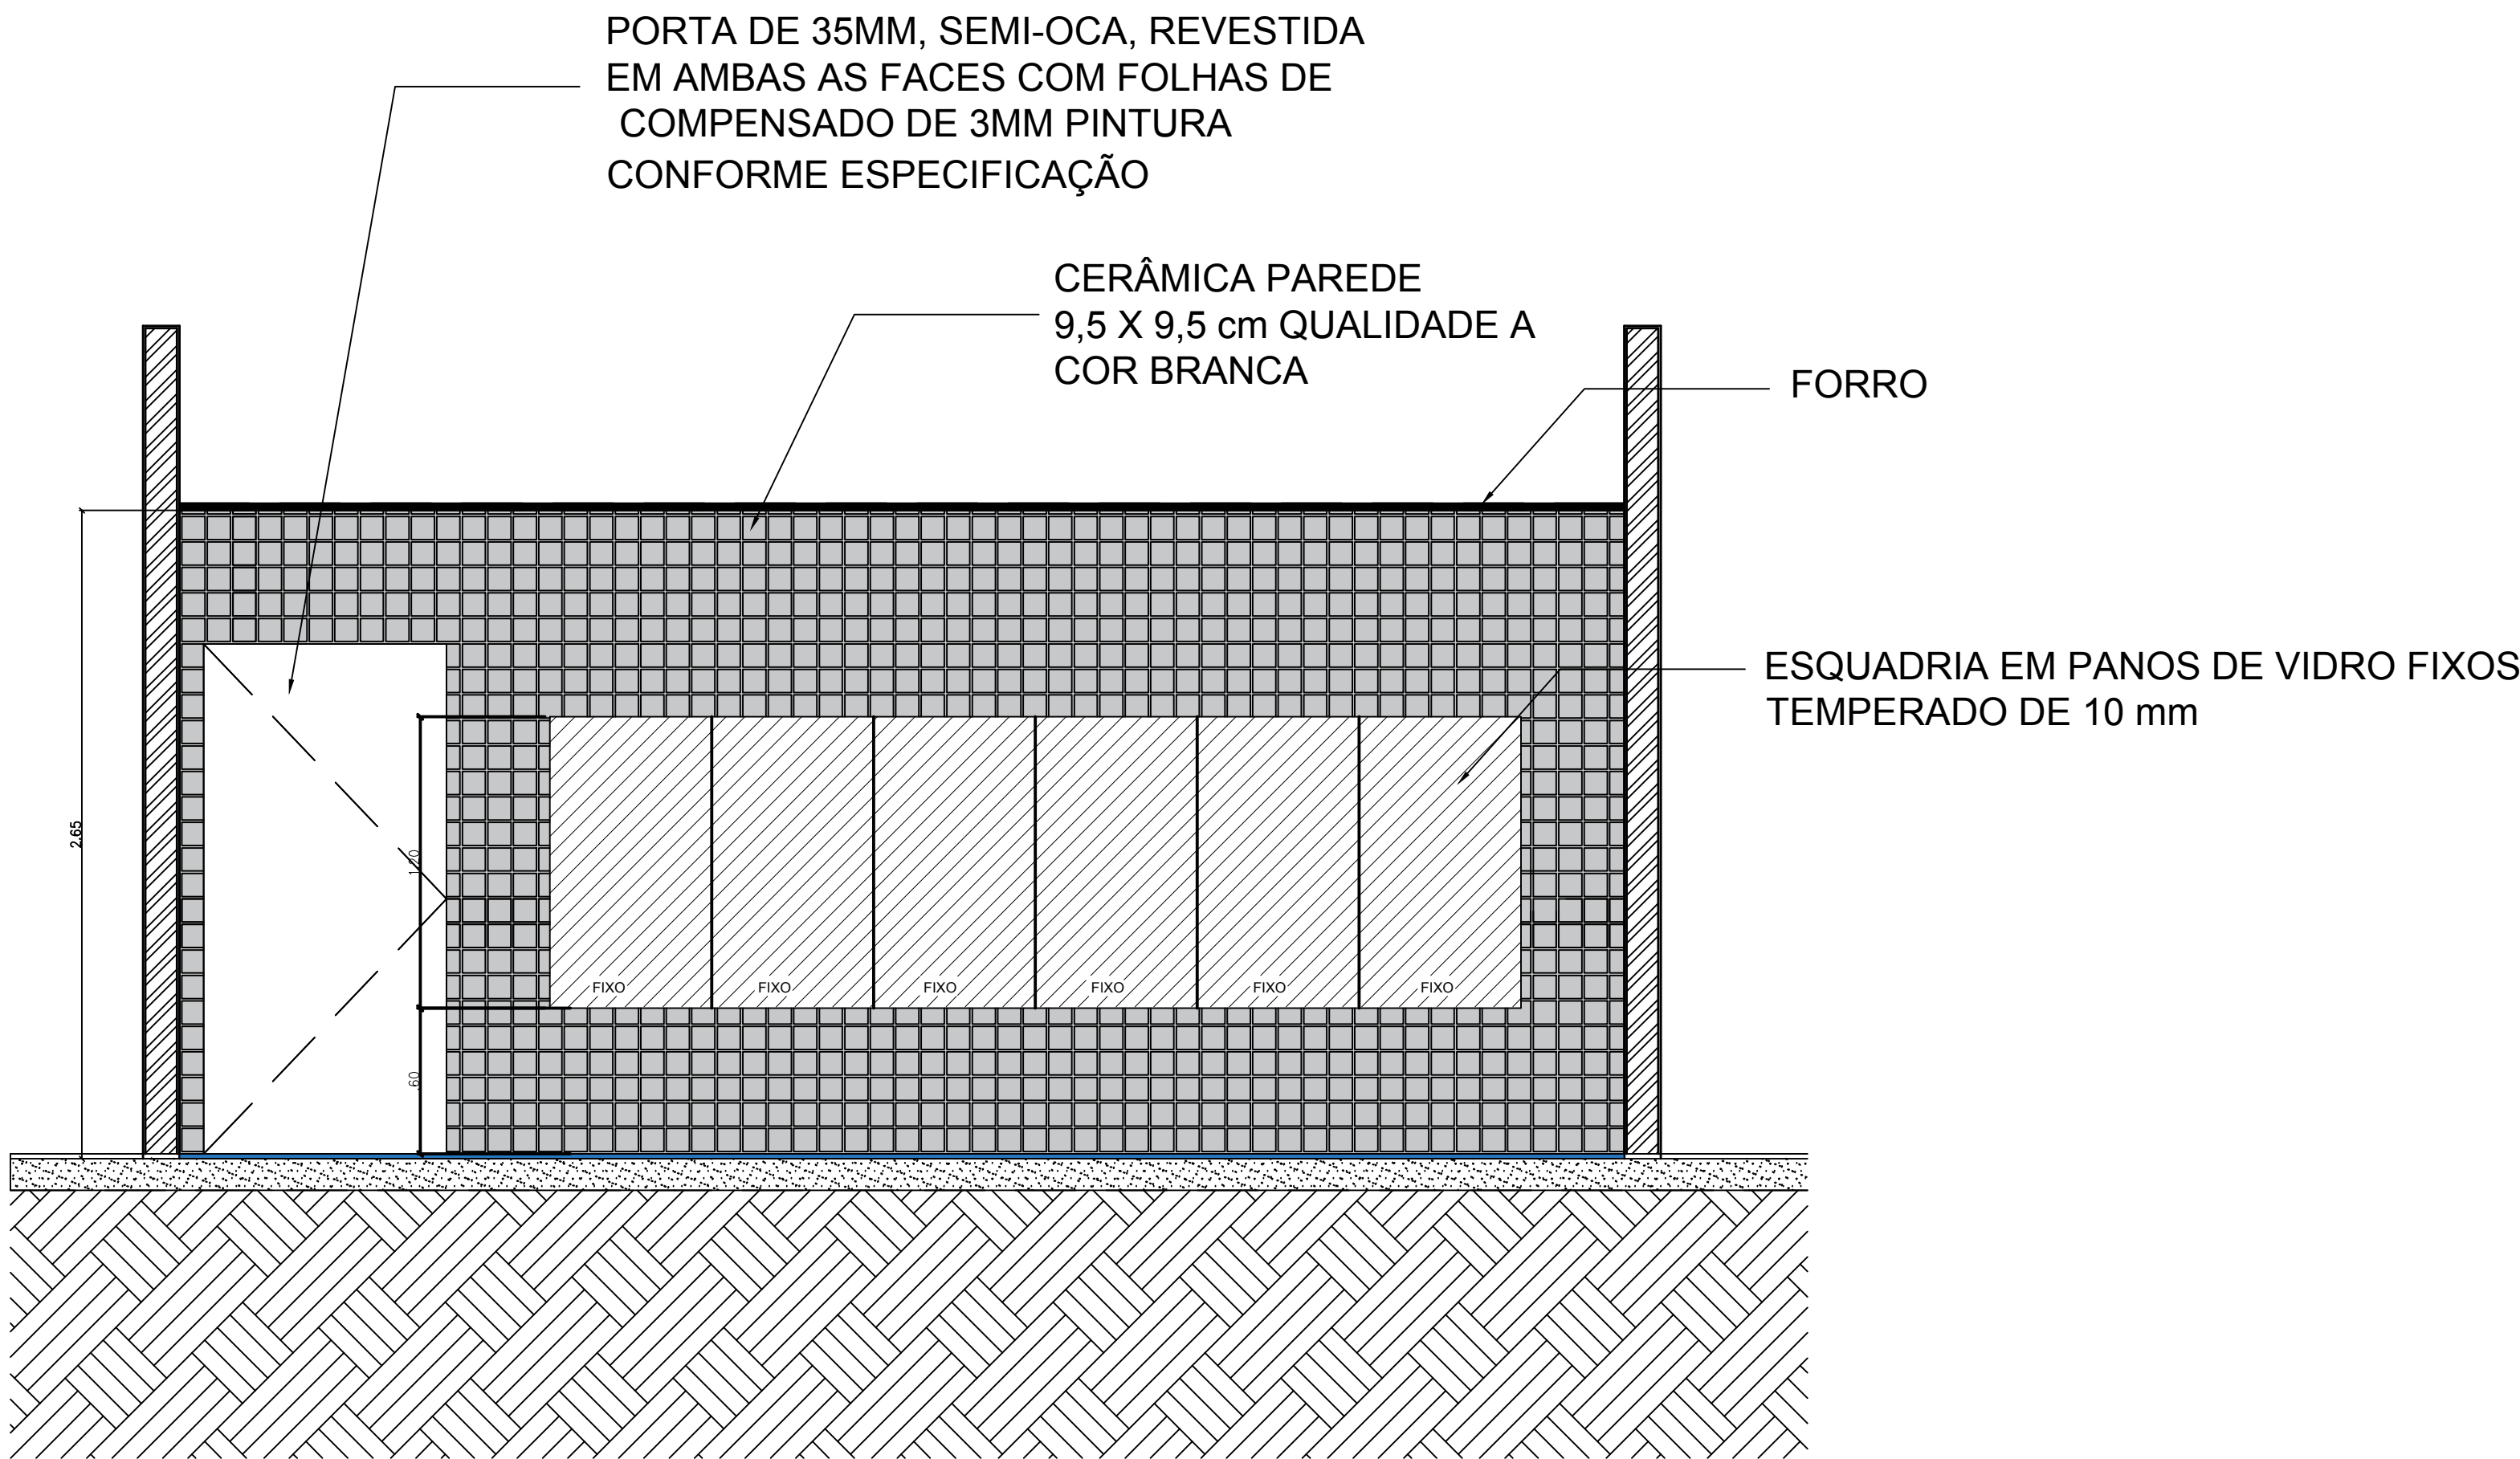 PORTA DE 35MM, SEMI-OCA, REVESTIDA
EM AMBAS AS FACES COM FOLHAS DE
COMPENSADO DE 3MM PINTURA
CONFORME ESPECIFICAÇÃO
CERÂMICA PAREDE
9,5 X 9,5 cm QUALIDADE A
COR BRANCA
FORRO
ESQUADRIA EM PANOS DE VIDRO FIXOS
TEMPERADO DE 10 mm
2.65
1.20
.60
FIXO
FIXO
FIXO
FIXO
FIXO
FIXO